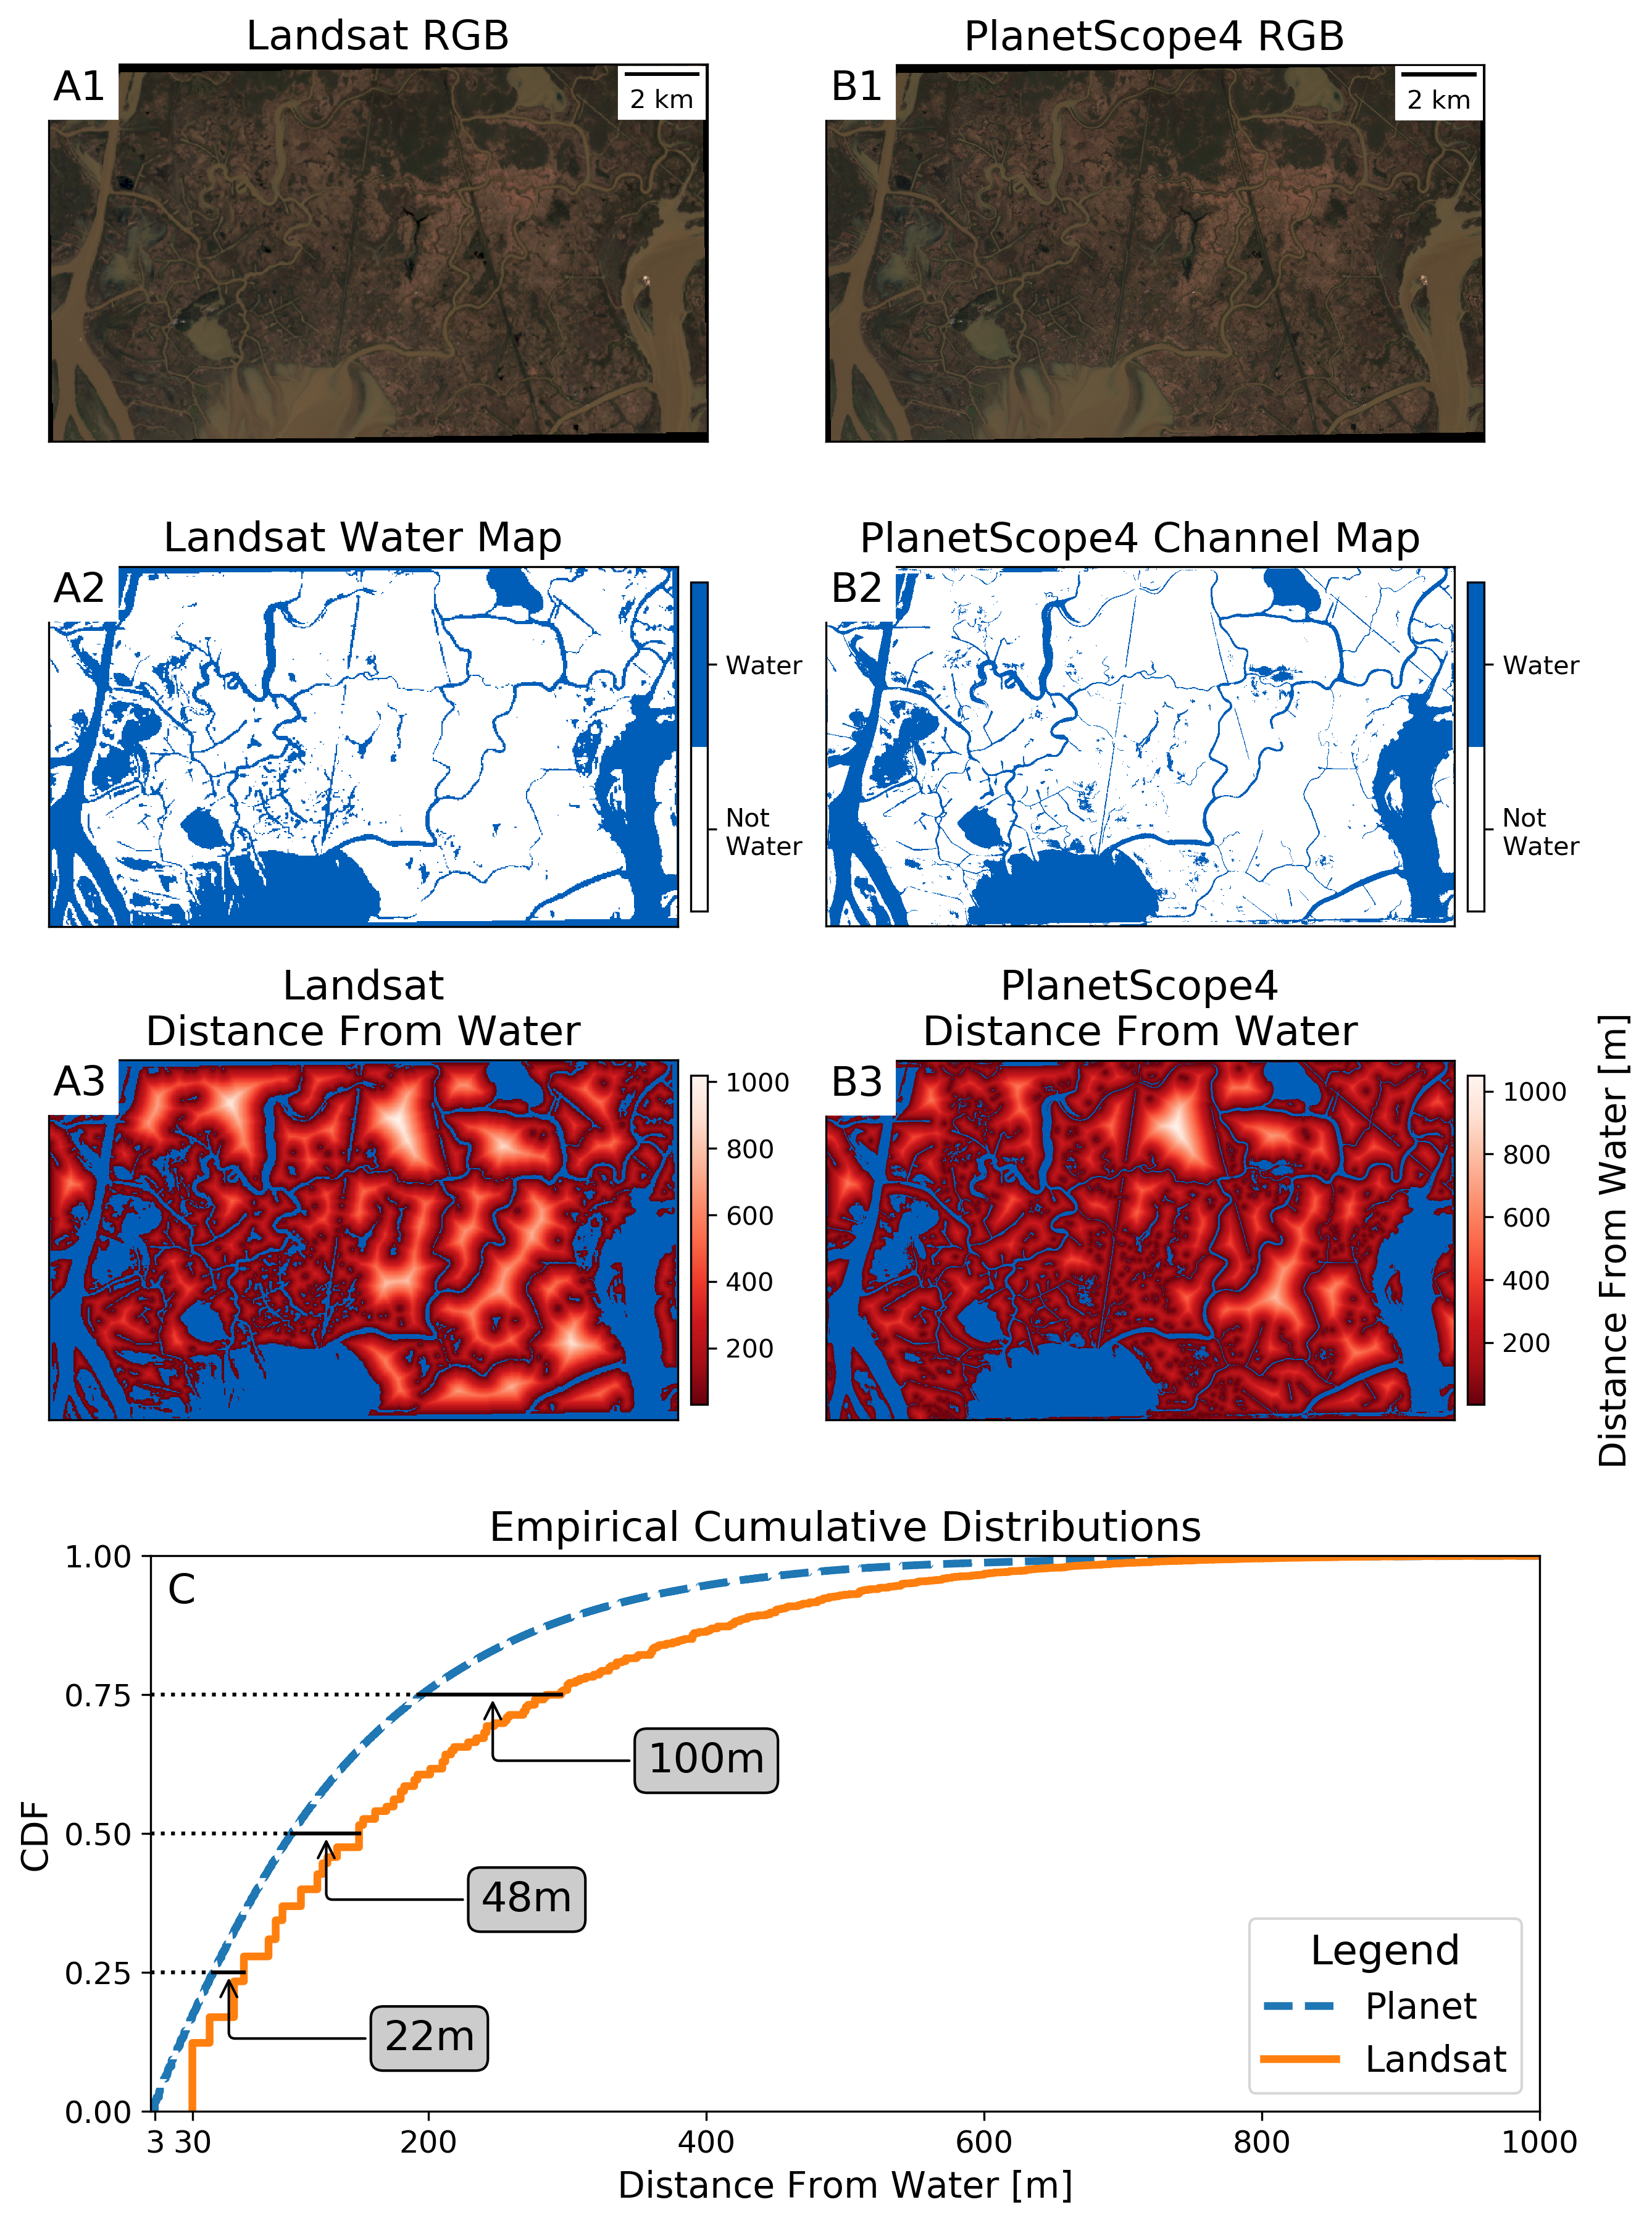 Landsat RGB
PlanetScope4 RGB
A1
2 km
B1
2 km
Landsat Water Map
PlanetScope4 Channel Map
A2
Water
Not
Water
B2
Water
Not
Water
Landsat
Distance From Water
PlanetScope4
Distance From Water
A3
1000
800
600
400
200
B3
1000
800
600
400
200
Distance From Water [m]
Empirical Cumulative Distributions
C
1.00
0.75
0.50
0.25
0.00
CDF
100m
48m
22m
Legend
Planet
Landsat
3 30 200 400 600 800 1000
Distance From Water [m]